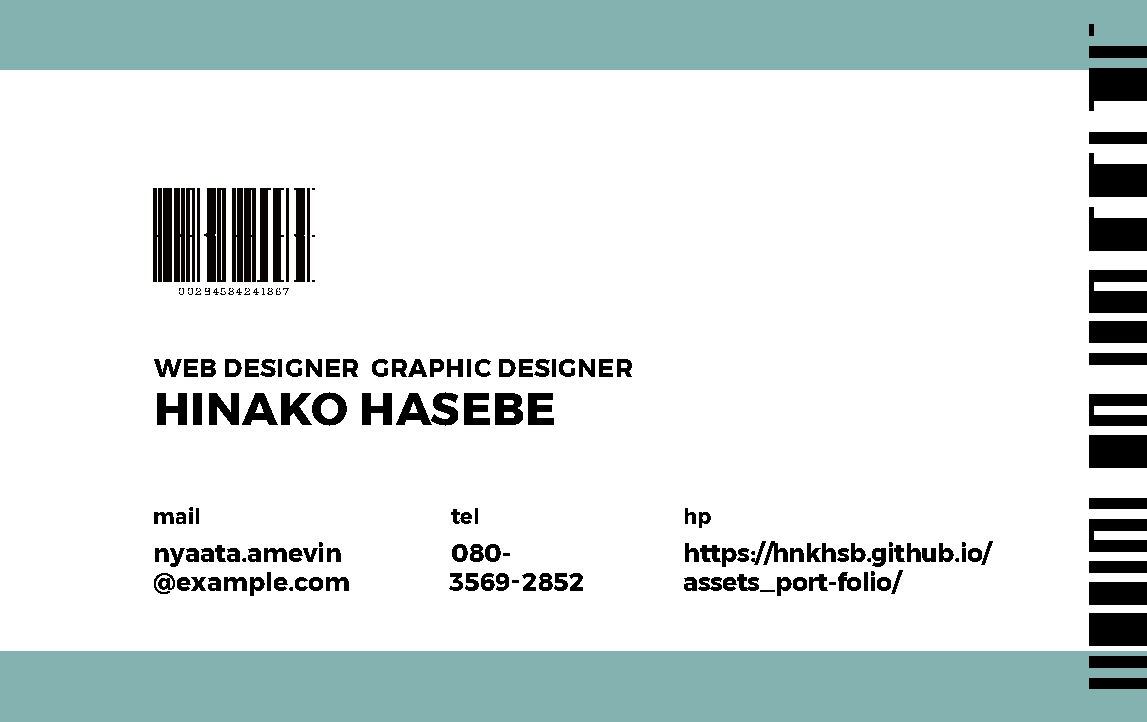 00294584241867
WEB DESIGNER GRAPHIC DESIGNER
HINAKO HASEBE
mail
nyaata.amevin
@example.com
tel
080-
3569-2852
hp
https://hnkhsb.github.io/
assets_port-folio/